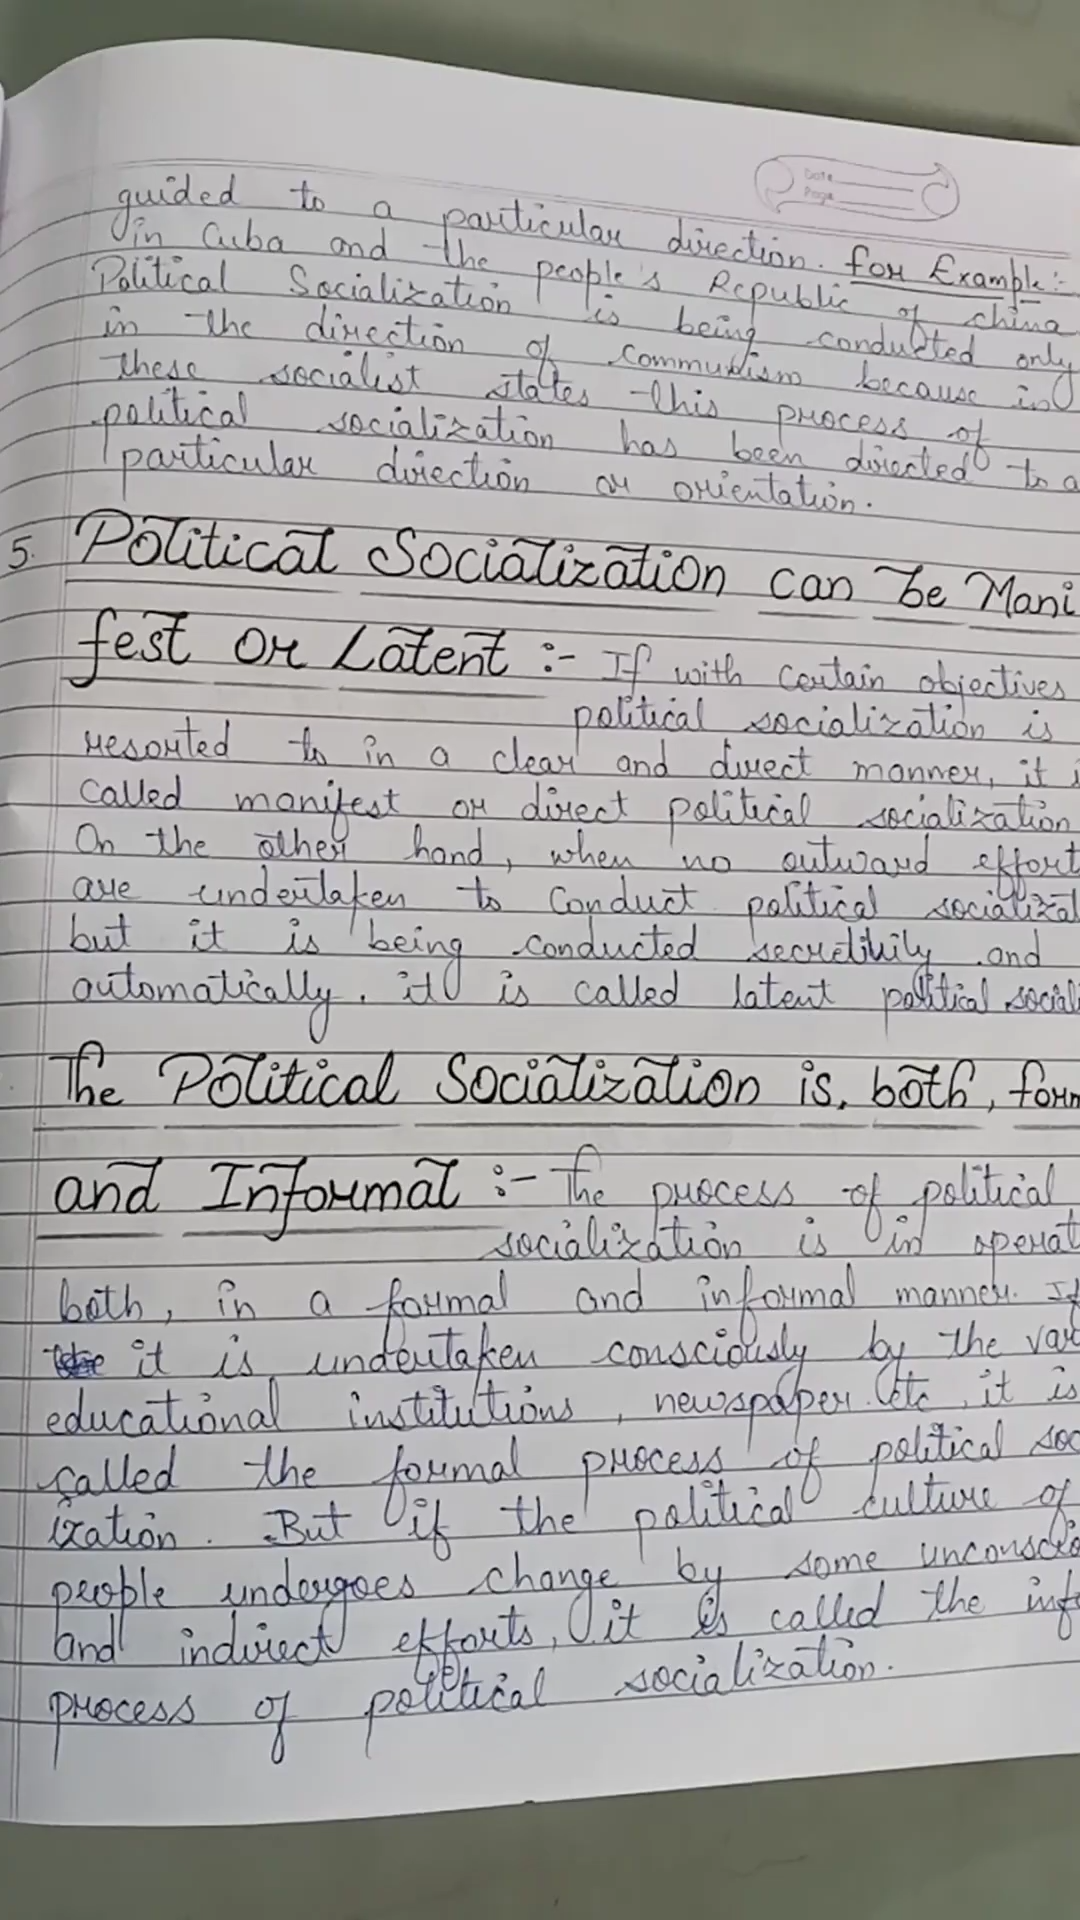 Date
Page
guided to a particular direction. for Example:-
in Cuba and the people's Republic of china
Political Socialization is being conducted only
in the direction of Communism because in
these socialist states this process of
political socialization has been directed to a
particular direction or orientation.
5. Political Socialization can be Mani
fest or Latent :- If with certain objectives
political socialization is
resorted to in a clear and direct manner, it i
called manifest or direct political socialization
On the other hand, when no outward effort
are undertaken to conduct political socializat
but it is being conducted secretivily and
automatically, it is called latent political social
The Political Socialization is, both, form
and Informal :- The process of political
socialization is in operat
both, in a formal and informal manner. If
it is undertaken consciously by the var
educational institutions, newspaper etc, it is
called the formal process of political soc
ization. But if the political culture of
people undergoes change by some unconscio
and indirect efforts, it is called the info
process of political socialization.